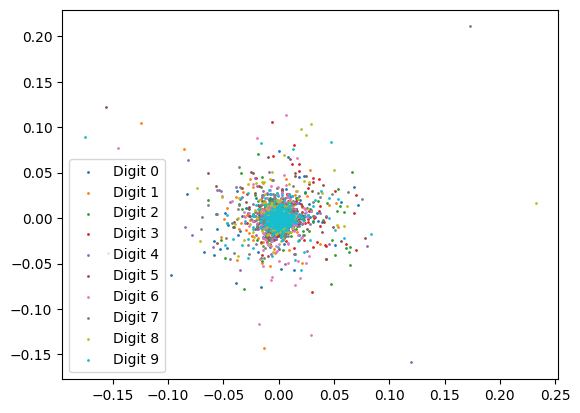 0.20
0.15
0.10
0.05
0.00
−0.05
−0.10
−0.15
Digit 0
Digit 1
Digit 2
Digit 3
Digit 4
Digit 5
Digit 6
Digit 7
Digit 8
Digit 9
−0.15 −0.10 −0.05 0.00 0.05 0.10 0.15 0.20 0.25